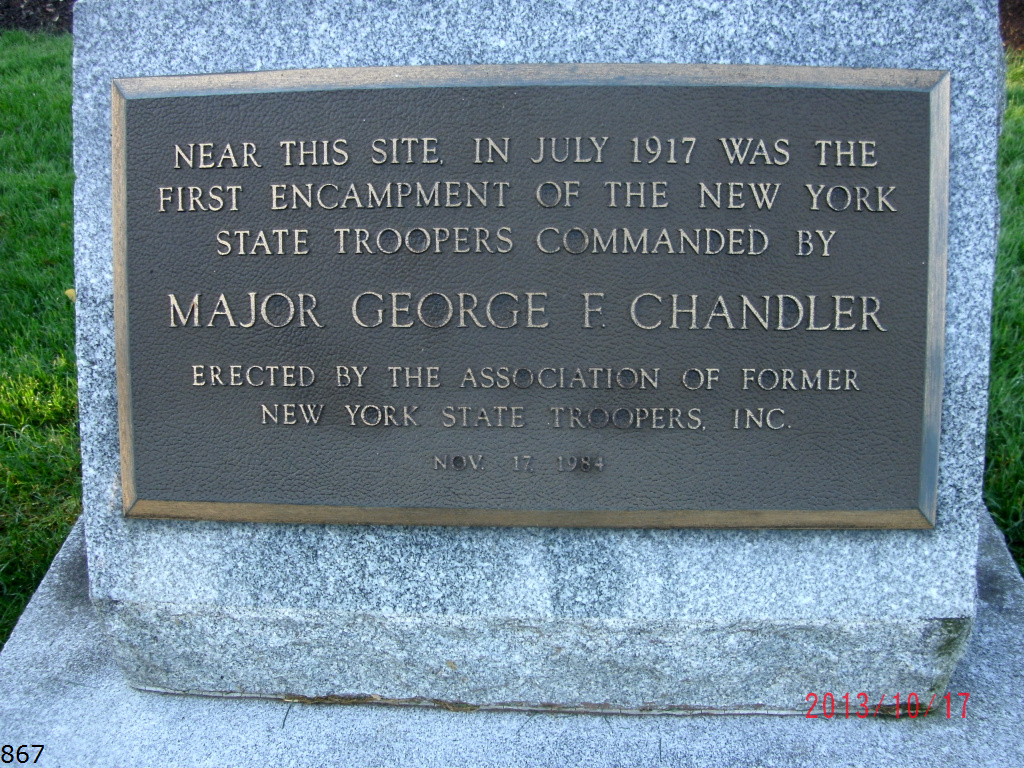 NEAR THIS SITE, IN JULY 1917 WAS THE
FIRST ENCAMPMENT OF THE NEW YORK
STATE TROOPERS COMMANDED BY
MAJOR GEORGE F. CHANDLER
ERECTED BY THE ASSOCIATION OF FORMER
NEW YORK STATE TROOPERS, INC.
NOV. 17, 1984
2013/10/17
867